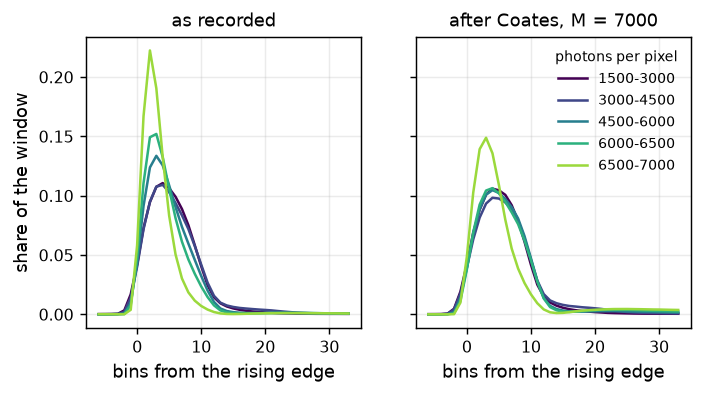 as recorded
after Coates, M = 7000
share of the window
0.20
0.15
0.10
0.05
0.00
photons per pixel
1500-3000
3000-4500
4500-6000
6000-6500
6500-7000
0 10 20 30
0 10 20 30
bins from the rising edge
bins from the rising edge